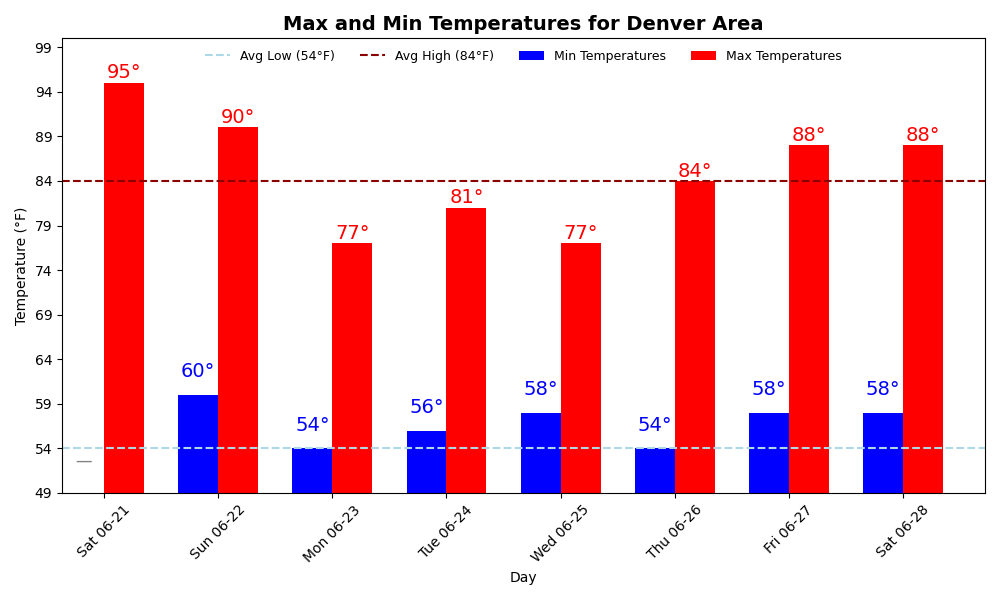 Max and Min Temperatures for Denver Area
Avg Low (54°F) Avg High (84°F) Min Temperatures Max Temperatures
Temperature (°F)
99
94
89
84
79
74
69
64
59
54
49
95°
90°
77°
81°
77°
84°
88°
88°
—
60°
54°
56°
58°
54°
58°
58°
Sat 06-21
Sun 06-22
Mon 06-23
Tue 06-24
Wed 06-25
Thu 06-26
Fri 06-27
Sat 06-28
Day